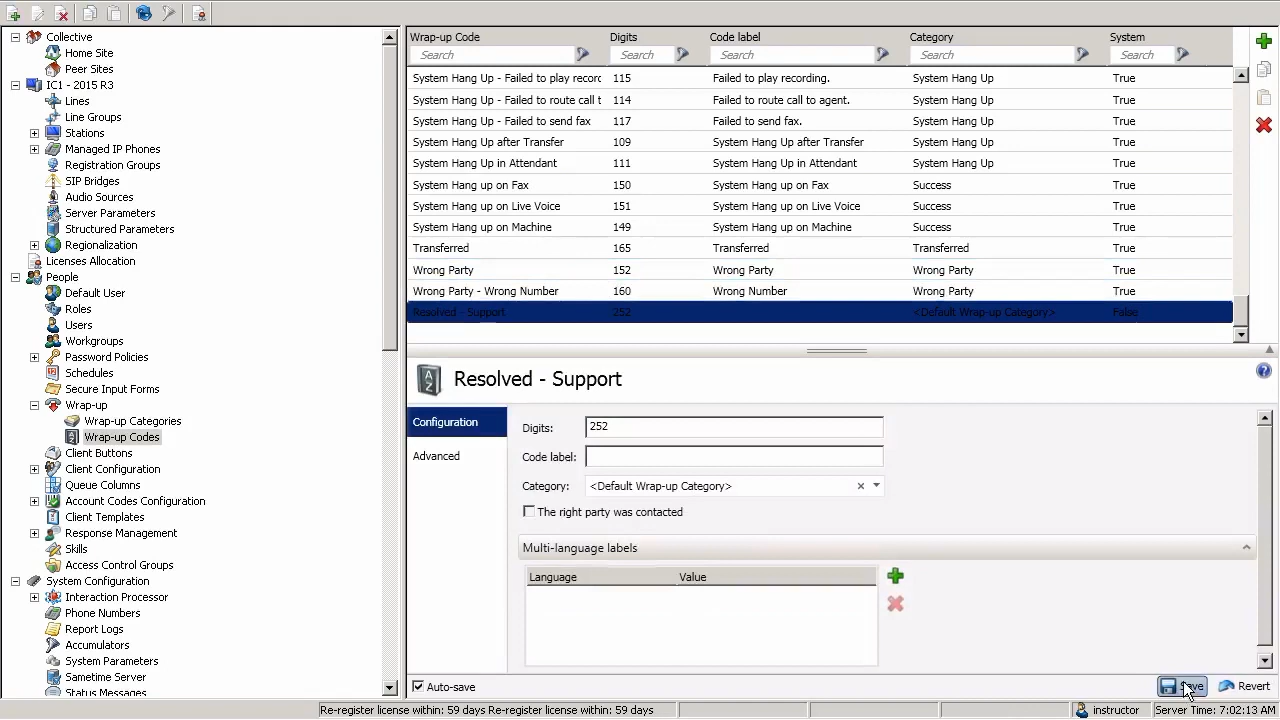 Collective
Home Site
Peer Sites
IC1 - 2015 R3
Lines
Line Groups
Stations
Managed IP Phones
Registration Groups
SIP Bridges
Audio Sources
Server Parameters
Structured Parameters
Regionalization
Licenses Allocation
People
Default User
Roles
Users
Workgroups
Password Policies
Schedules
Secure Input Forms
Wrap-up
Wrap-up Categories
Wrap-up Codes
Client Buttons
Client Configuration
Queue Columns
Account Codes Configuration
Client Templates
Response Management
Skills
Access Control Groups
System Configuration
Interaction Processor
Phone Numbers
Report Logs
Accumulators
System Parameters
Sametime Server
Status Messages
Wrap-up Code Digits Code label Category System
Search Search Search Search Search
System Hang Up - Failed to play recorc 115 Failed to play recording. System Hang Up True
System Hang Up - Failed to route call t 114 Failed to route call to agent. System Hang Up True
System Hang Up - Failed to send fax 117 Failed to send fax. System Hang Up True
System Hang Up after Transfer 109 System Hang Up after Transfer System Hang Up True
System Hang Up in Attendant 111 System Hang Up in Attendant System Hang Up True
System Hang up on Fax 150 System Hang up on Fax Success True
System Hang up on Live Voice 151 System Hang up on Live Voice Success True
System Hang up on Machine 149 System Hang up on Machine Success True
Transferred 165 Transferred Transferred True
Wrong Party 152 Wrong Party Wrong Party True
Wrong Party - Wrong Number 160 Wrong Number Wrong Party True
Resolved - Support 252 <Default Wrap-up Category> False
A Z Resolved - Support
Configuration
Advanced
Digits: 252
Code label:
Category: <Default Wrap-up Category>
The right party was contacted
Multi-language labels
Language Value
Auto-save Save Revert
Re-register license within: 59 days Re-register license within: 59 days instructor Server Time: 7:02:13 AM